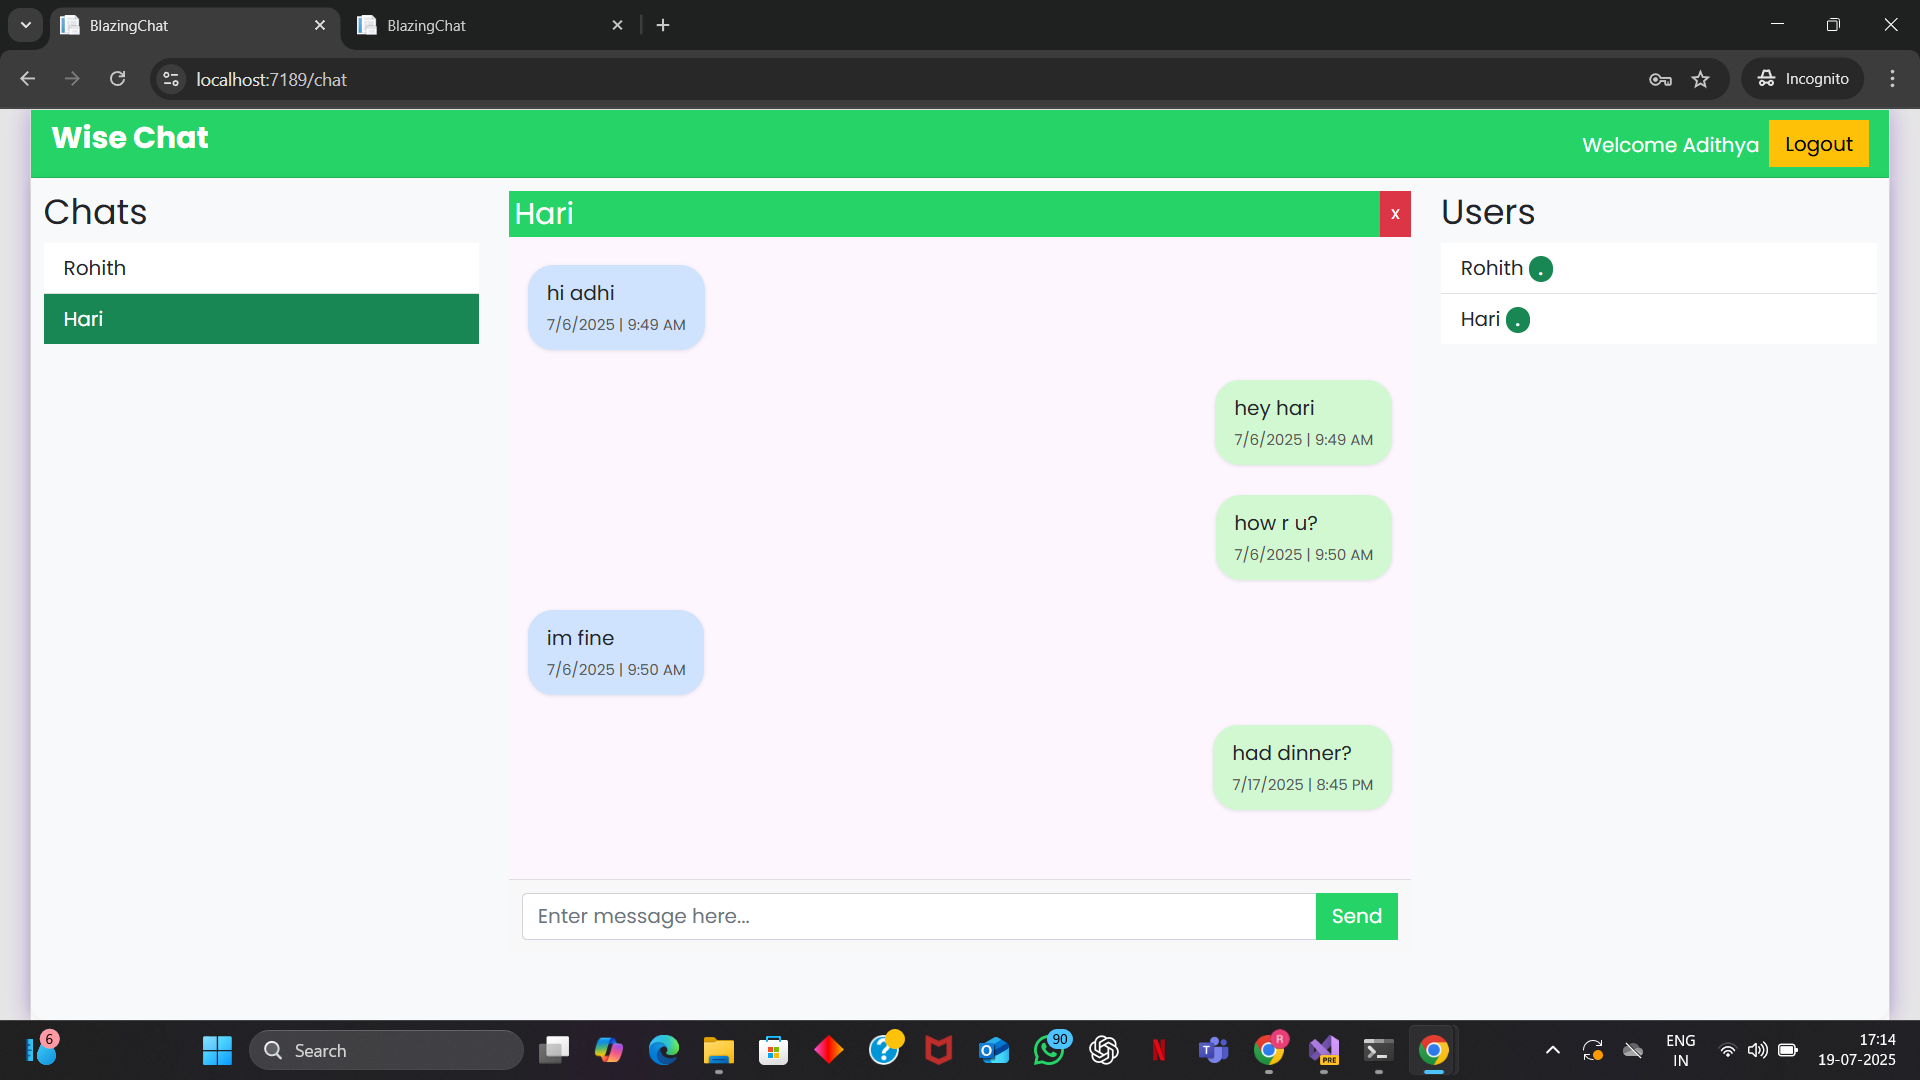 BlazingChat
BlazingChat
localhost:7189/chat
Incognito
Wise Chat
Welcome Adithya
Logout
Chats
Rohith
Hari
Hari
x
hi adhi
7/6/2025 | 9:49 AM
hey hari
7/6/2025 | 9:49 AM
how r u?
7/6/2025 | 9:50 AM
im fine
7/6/2025 | 9:50 AM
had dinner?
7/17/2025 | 8:45 PM
Enter message here...
Send
Users
Rohith .
Hari .
6
Search
90
R
PRE
ENG
IN
17:14
19-07-2025